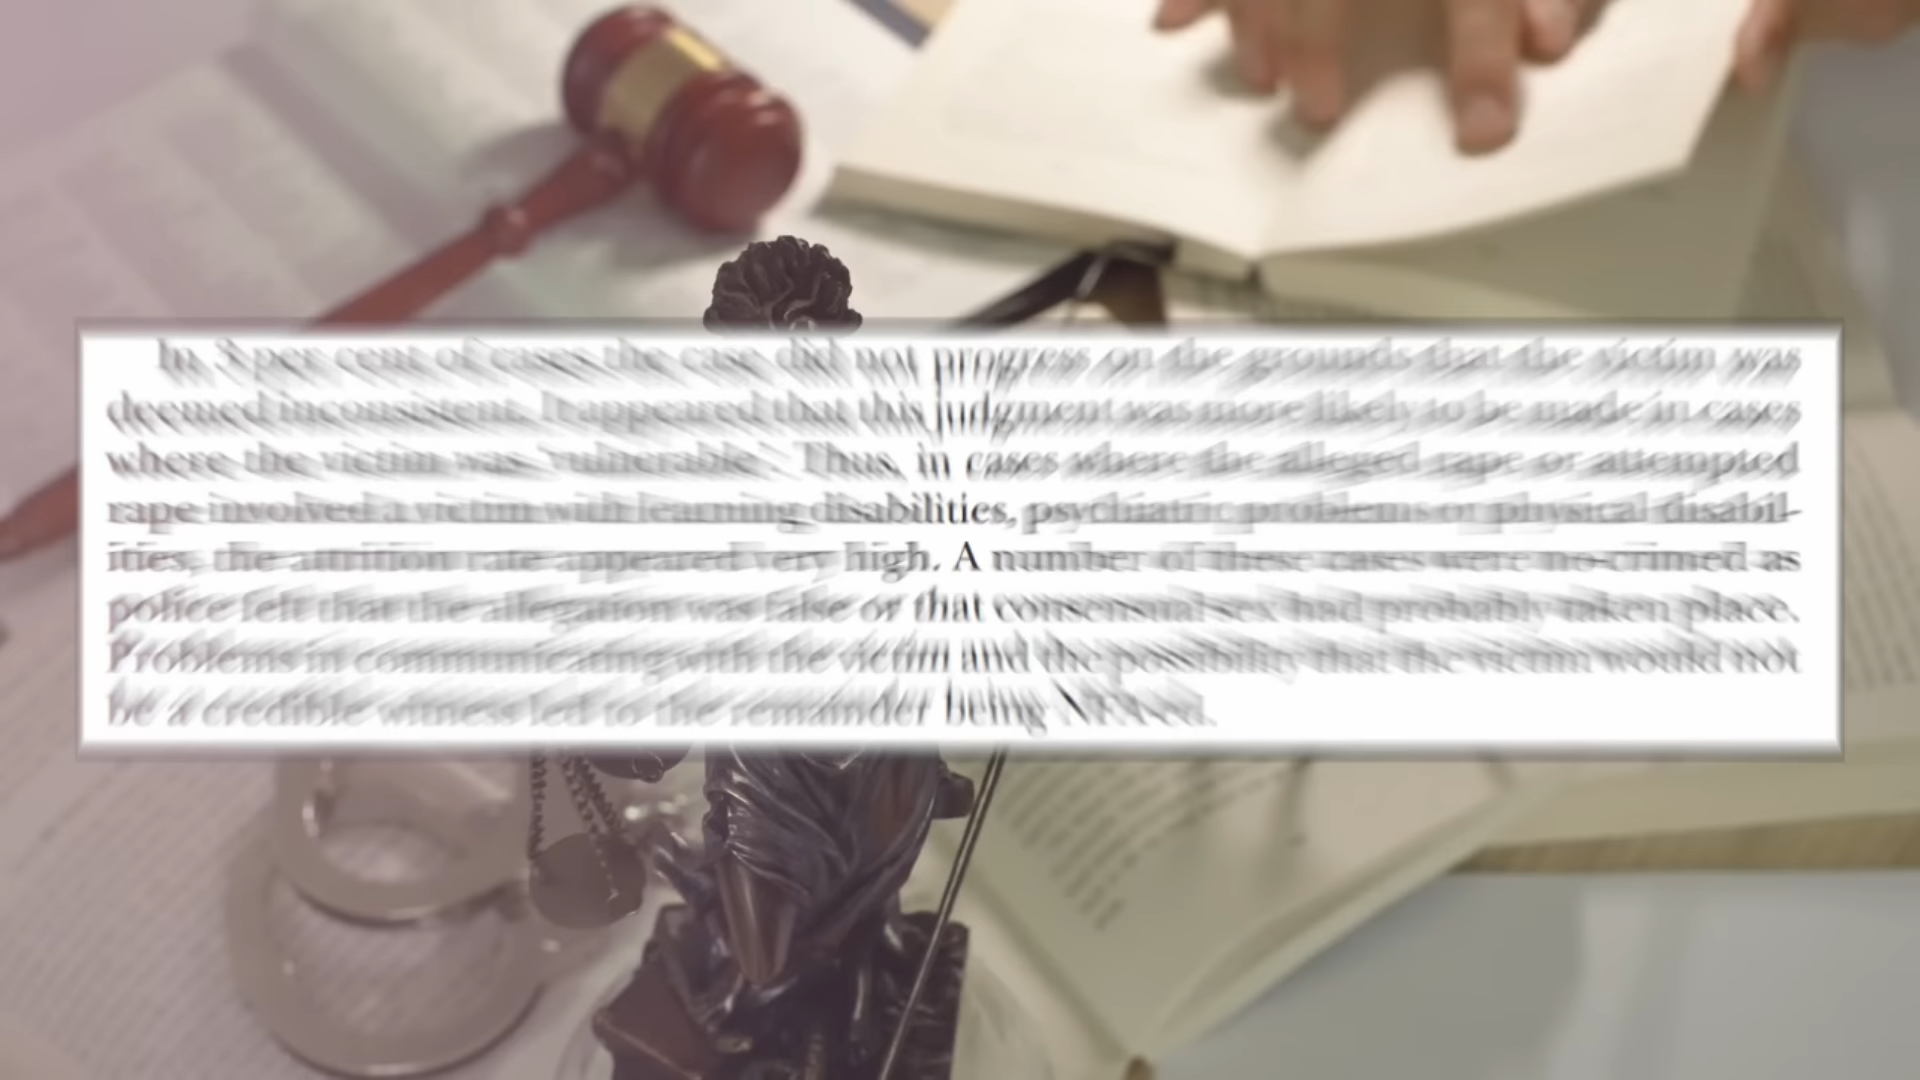 In 3 per cent of cases the case did not progress on the grounds that the victim was
deemed inconsistent. It appeared that this judgment was more likely to be made in cases
where the victim was 'vulnerable'. Thus, in cases where the alleged rape or attempted
rape involved a victim with learning disabilities, psychiatric problems or physical disabil-
ities, the attrition rate appeared very high. A number of these cases were no-crimed as
police felt that the allegation was false or that consensual sex had probably taken place.
Problems in communicating with the victim and the possibility that the victim would not
be a credible witness led to the remainder being NFA-ed.